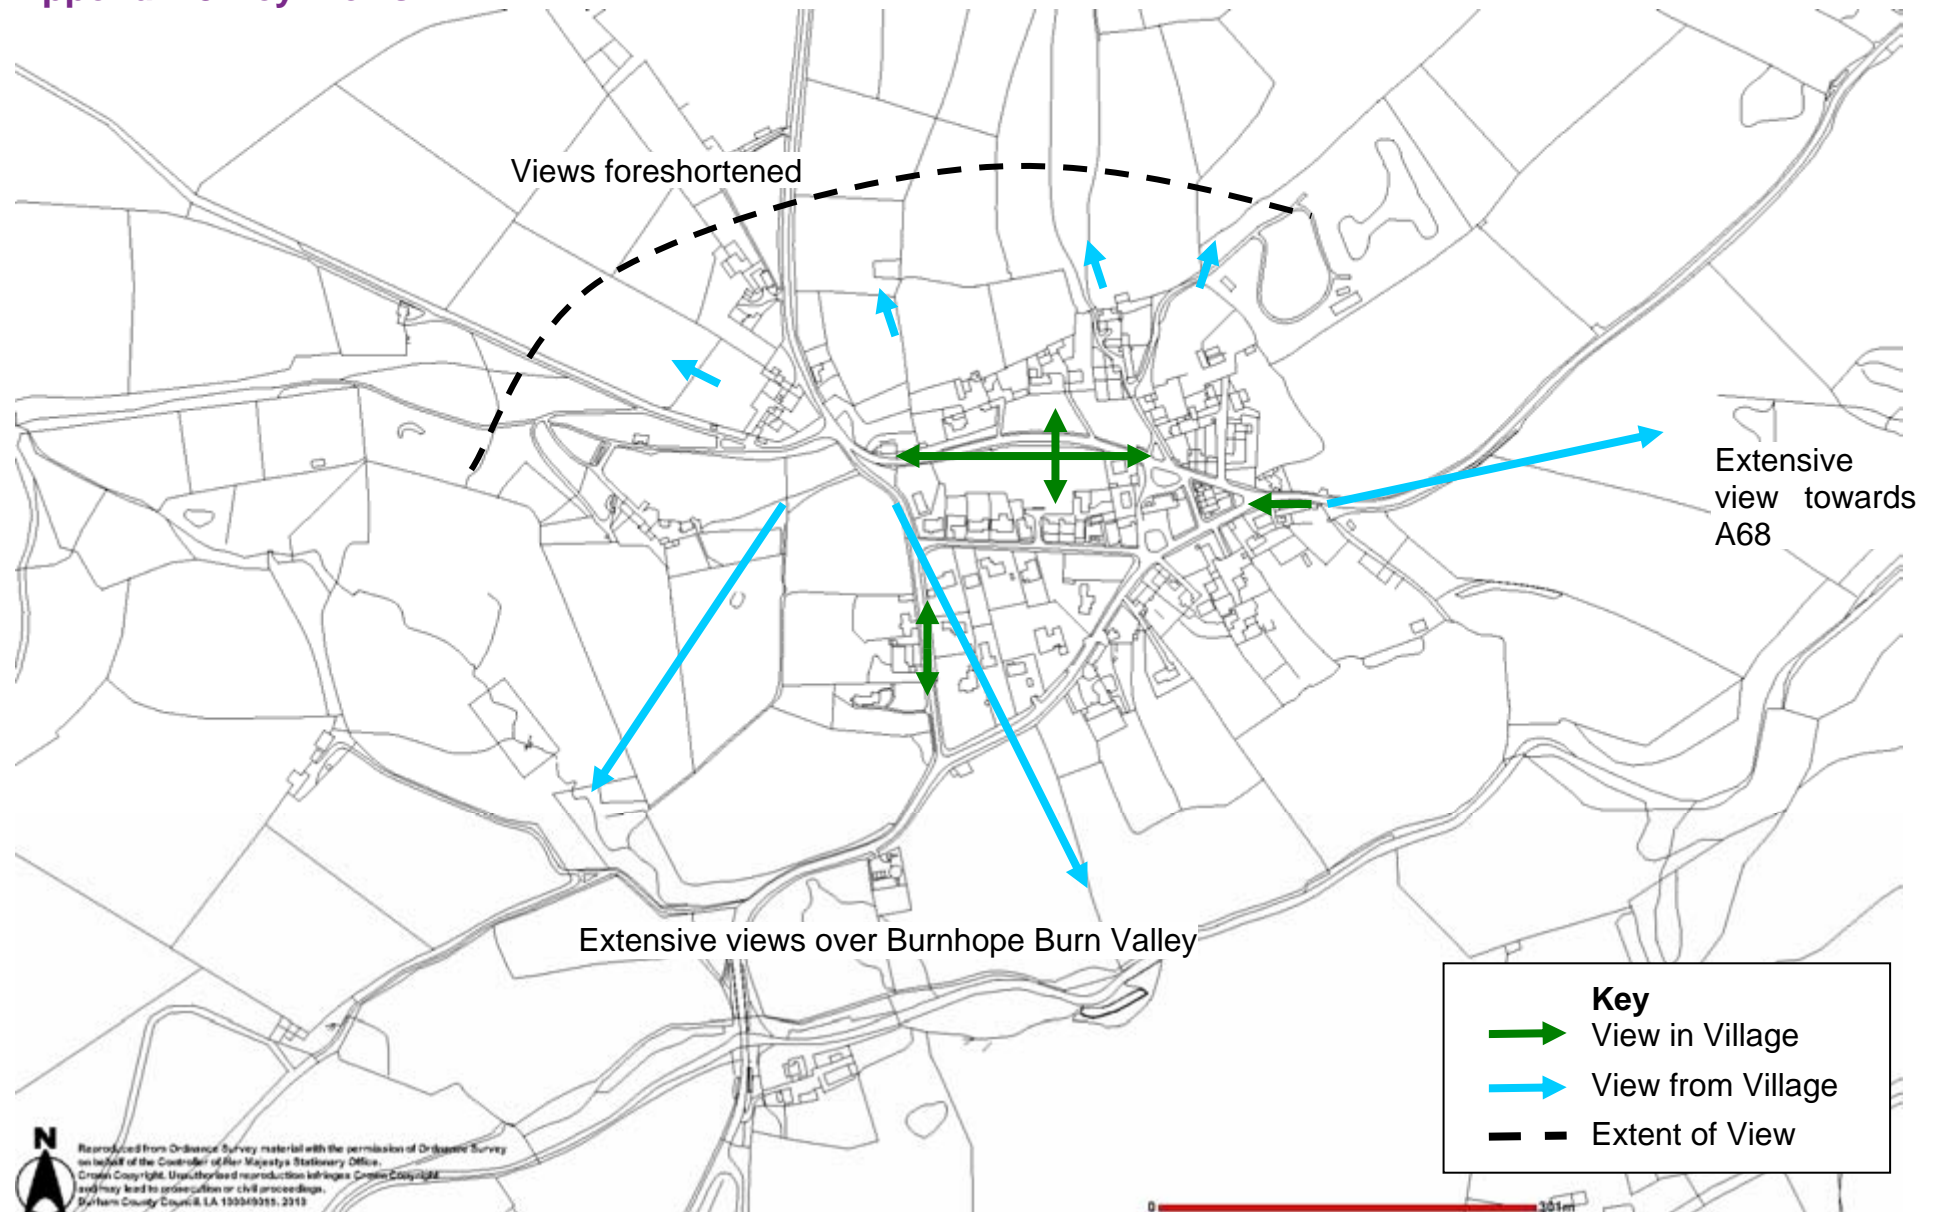 Views foreshortened
Extensive
view towards
A68
Extensive views over Burnhope Burn Valley
Key
View in Village
View from Village
Extent of View
N
Reproduced from Ordnance Survey material with the permission of Ordnance Survey
on behalf of the Controller of Her Majestys Stationary Office.
Crown Copyright. Unauthorised reproduction infringes Crown Copyright
and may lead to prosecution or civil proceedings.
Durham County Council. LA 100049055. 2013
0
301m